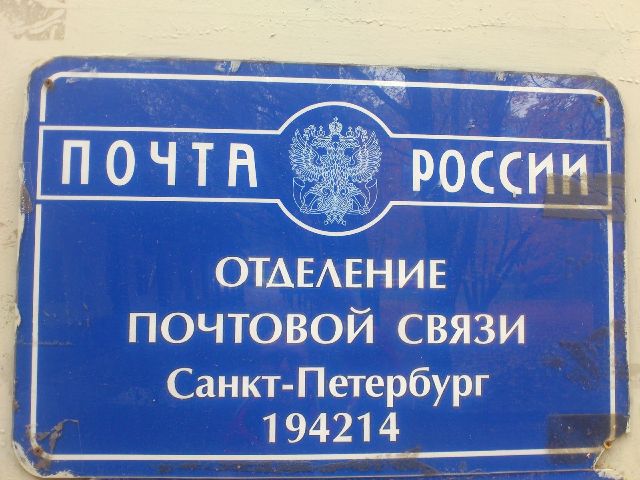 ПОЧТА РОССИИ
ОТДЕЛЕНИЕ
ПОЧТОВОЙ СВЯЗИ
Санкт-Петербург
194214